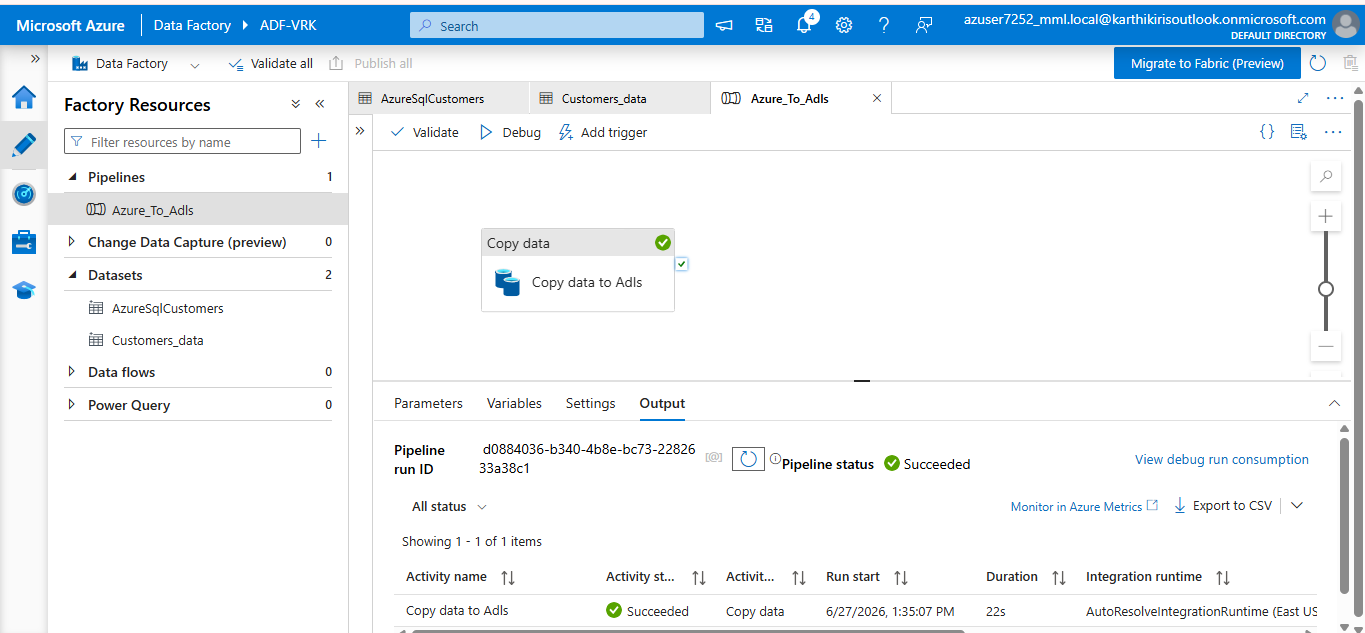 Microsoft Azure Data Factory ADF-VRK Search 4 azuser7252_mml.local@karthikirisoutlook.onmicrosoft.com
DEFAULT DIRECTORY
Data Factory Validate all Publish all Migrate to Fabric (Preview)
Factory Resources
Filter resources by name
Pipelines 1
Azure_To_Adls
Change Data Capture (preview) 0
Datasets 2
AzureSqlCustomers
Customers_data
Data flows 0
Power Query 0
AzureSqlCustomers Customers_data Azure_To_Adls
Validate Debug Add trigger
Copy data
Copy data to Adls
Parameters Variables Settings Output
Pipeline run ID
d0884036-b340-4b8e-bc73-22826
33a38c1
Pipeline status Succeeded View debug run consumption
All status Monitor in Azure Metrics Export to CSV
Showing 1 - 1 of 1 items
Activity name Activity st... Activit... Run start Duration Integration runtime
Copy data to Adls Succeeded Copy data 6/27/2026, 1:35:07 PM 22s AutoResolveIntegrationRuntime (East US